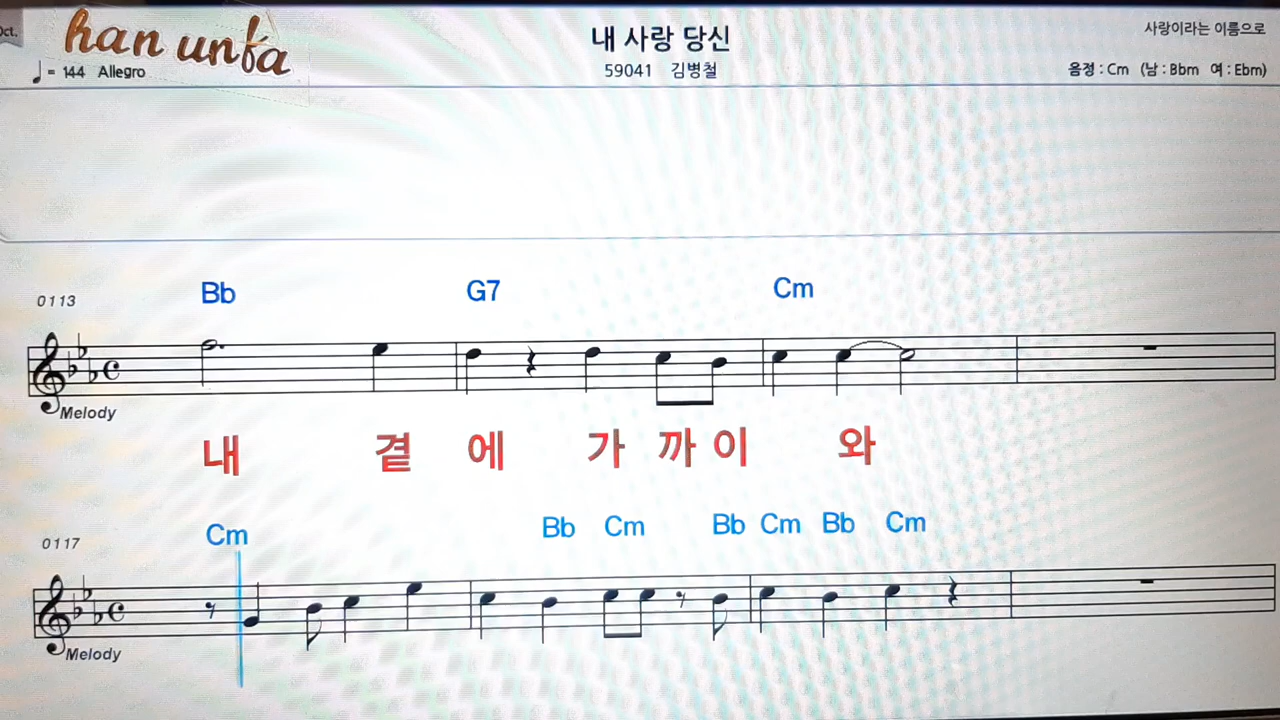 Oct.
han unfa
내 사랑 당신
사랑이라는 이름으로
♩ = 144 Allegro
59041 김병철
음정 : Cm (남 : Bbm 여 : Ebm)
0113
Bb G7 Cm
Melody
내 곁에 가까이 와
0117
Cm Bb Cm Bb Cm Bb Cm
Melody